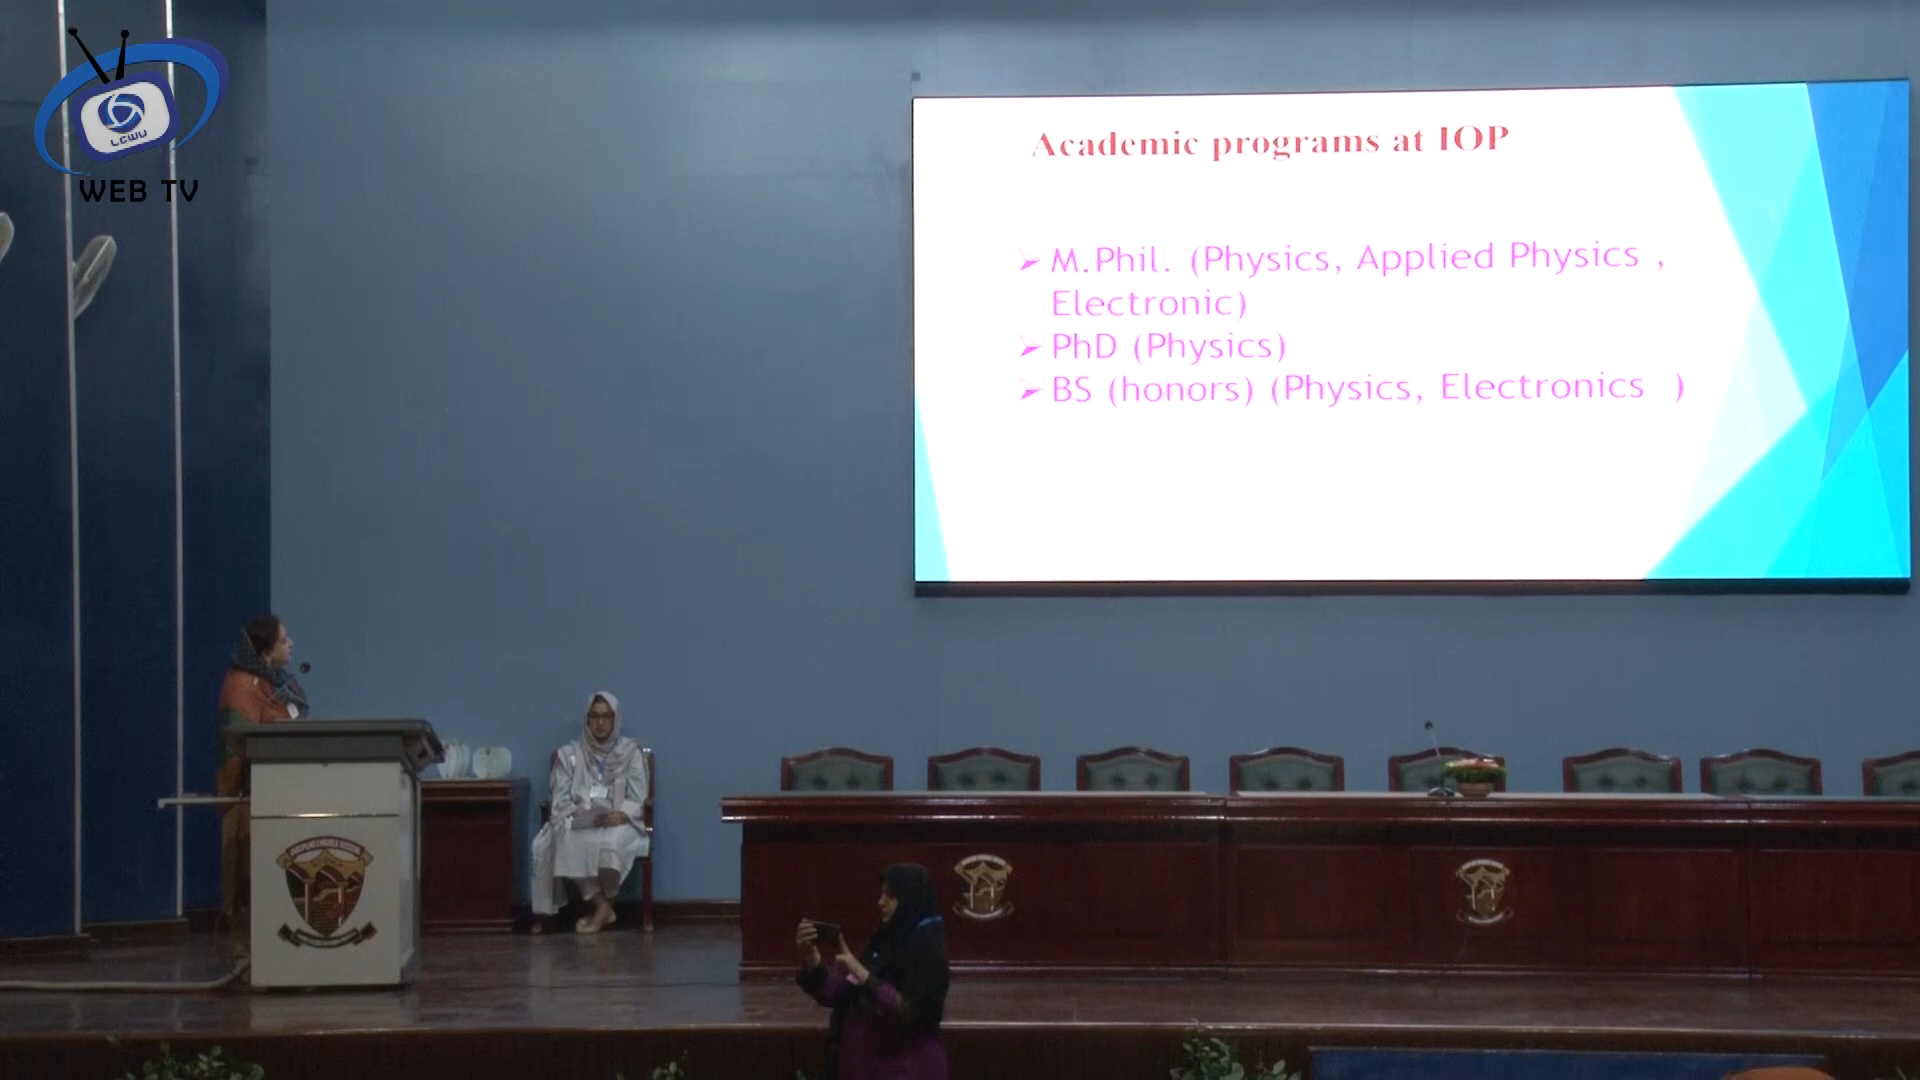 LCWU
WEB TV
Academic programs at IOP
➢ M.Phil. (Physics, Applied Physics ,
Electronic)
➢ PhD (Physics)
➢ BS (honors) (Physics, Electronics )